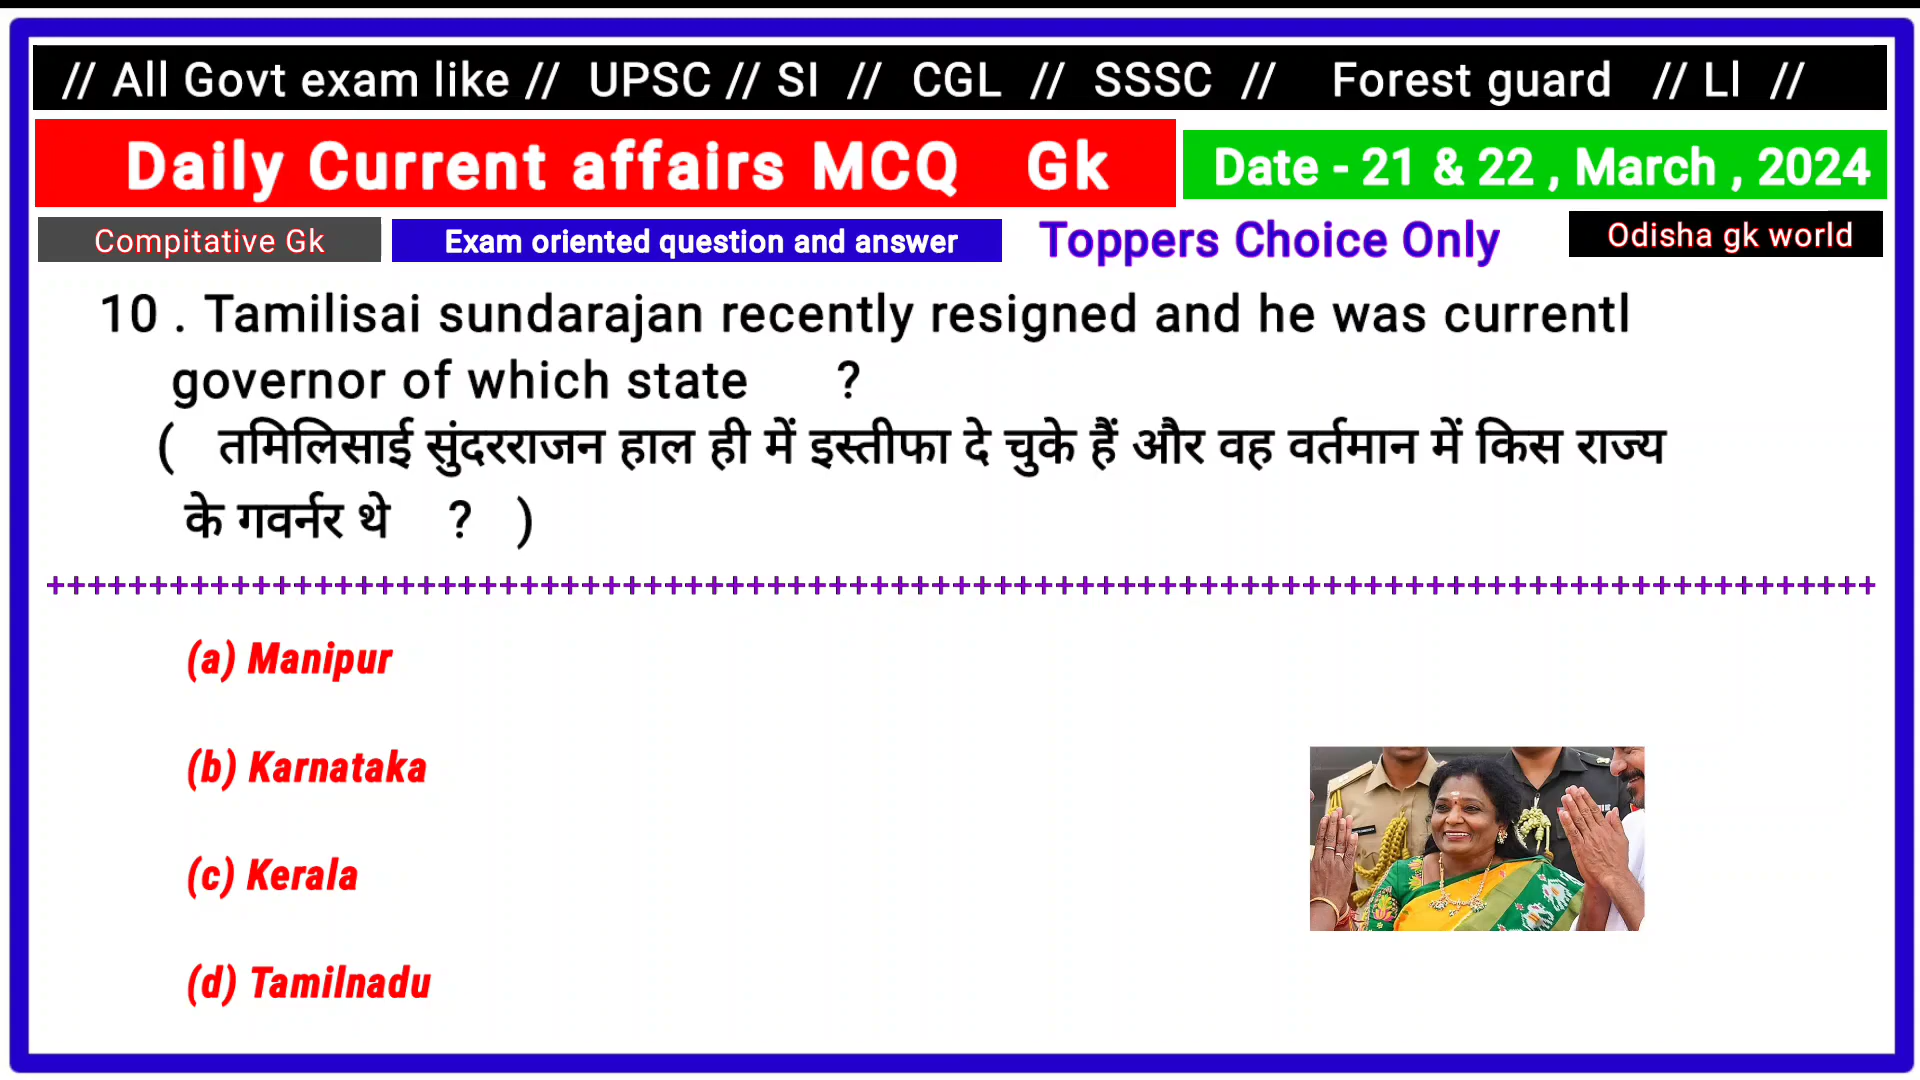 // All Govt exam like // UPSC // SI // CGL // SSSC // Forest guard // Ll //
Daily Current affairs MCQ Gk
Date - 21 & 22 , March , 2024
Compitative Gk
Exam oriented question and answer
Toppers Choice Only
Odisha gk world
10 . Tamilisai sundarajan recently resigned and he was currentl
governor of which state ?
( तमिलिसाई सुंदरराजन हाल ही में इस्तीफा दे चुके हैं और वह वर्तमान में किस राज्य
के गवर्नर थे ? )
+++++++++++++++++++++++++++++++++++++++++++++++++++++++++++++++++++++++++++++++++++++++++
(a) Manipur
(b) Karnataka
(c) Kerala
(d) Tamilnadu